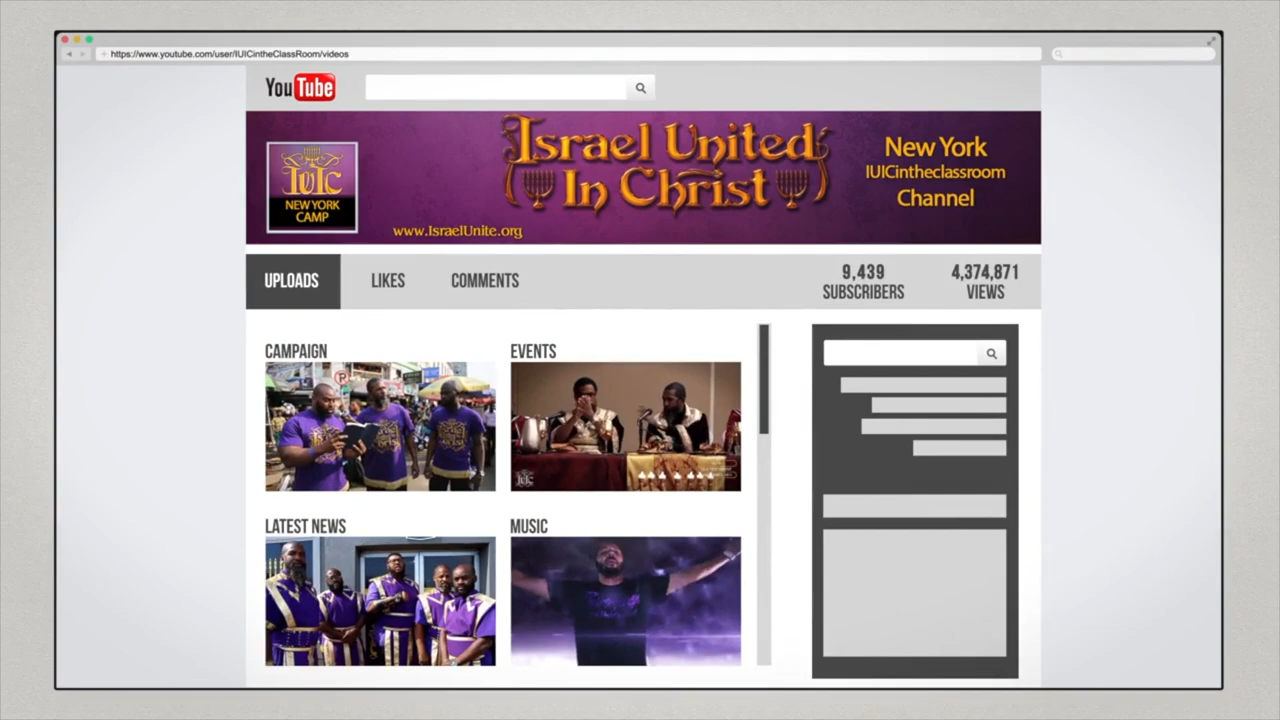 https://www.youtube.com/user/IUICintheClassRoom/videos
YouTube
Israel United
In Christ
New York
IUICintheclassroom
Channel
IUIC
NEW YORK
CAMP
www.IsraelUnite.org
UPLOADS
LIKES
COMMENTS
9,439
SUBSCRIBERS
4,374,871
VIEWS
CAMPAIGN
EVENTS
R
IUIC
LATEST NEWS
MUSIC